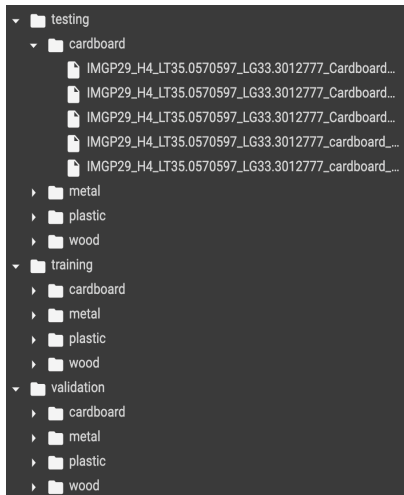 testing
cardboard
IMGP29_H4_LT35.0570597_LG33.3012777_Cardboard...
IMGP29_H4_LT35.0570597_LG33.3012777_Cardboard...
IMGP29_H4_LT35.0570597_LG33.3012777_Cardboard...
IMGP29_H4_LT35.0570597_LG33.3012777_cardboard_...
IMGP29_H4_LT35.0570597_LG33.3012777_cardboard_...
metal
plastic
wood
training
cardboard
metal
plastic
wood
validation
cardboard
metal
plastic
wood